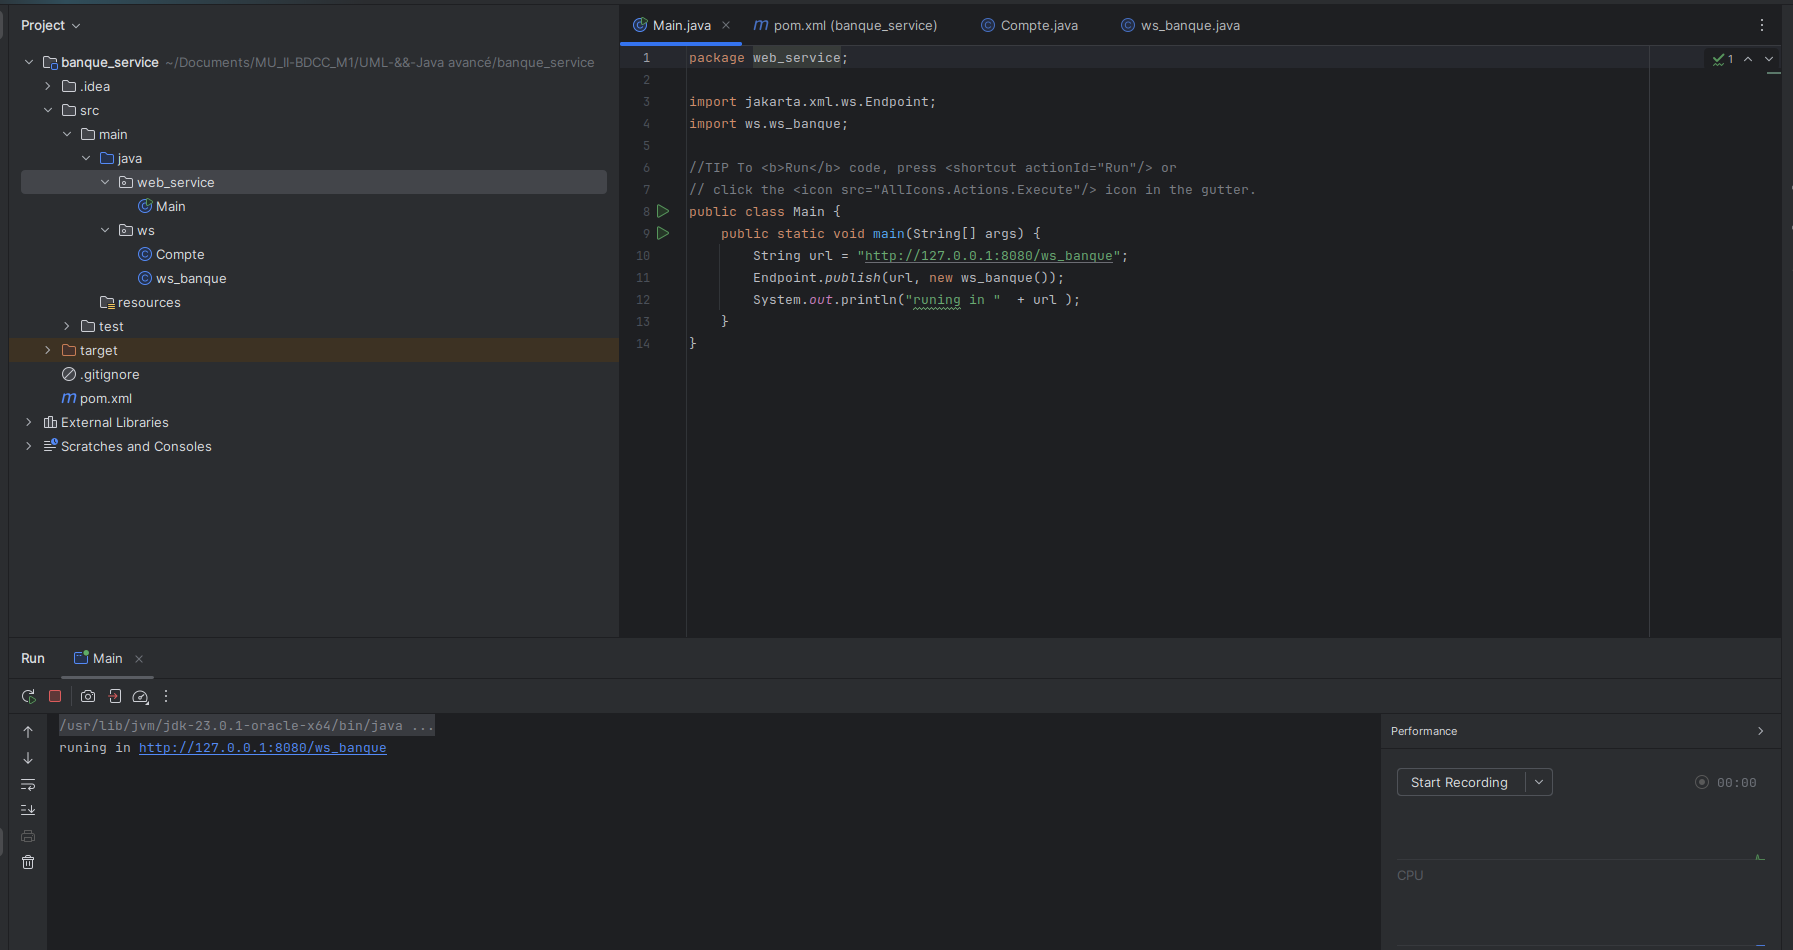 Project
banque_service ~/Documents/MU_II-BDCC_M1/UML-&&-Java avancé/banque_service
.idea
src
main
java
web_service
Main
ws
Compte
ws_banque
resources
test
target
.gitignore
pom.xml
External Libraries
Scratches and Consoles
Main.java
pom.xml (banque_service)
Compte.java
ws_banque.java
1 package web_service;
2
3 import jakarta.xml.ws.Endpoint;
4 import ws.ws_banque;
5
6 //TIP To <b>Run</b> code, press <shortcut actionId="Run"/> or
7 // click the <icon src="AllIcons.Actions.Execute"/> icon in the gutter.
8 public class Main {
9 public static void main(String[] args) {
10 String url = "http://127.0.0.1:8080/ws_banque";
11 Endpoint.publish(url, new ws_banque());
12 System.out.println("runing in "  + url );
13 }
14 }
1
Run
Main
/usr/lib/jvm/jdk-23.0.1-oracle-x64/bin/java ...
runing in http://127.0.0.1:8080/ws_banque
Performance
Start Recording
00:00
CPU